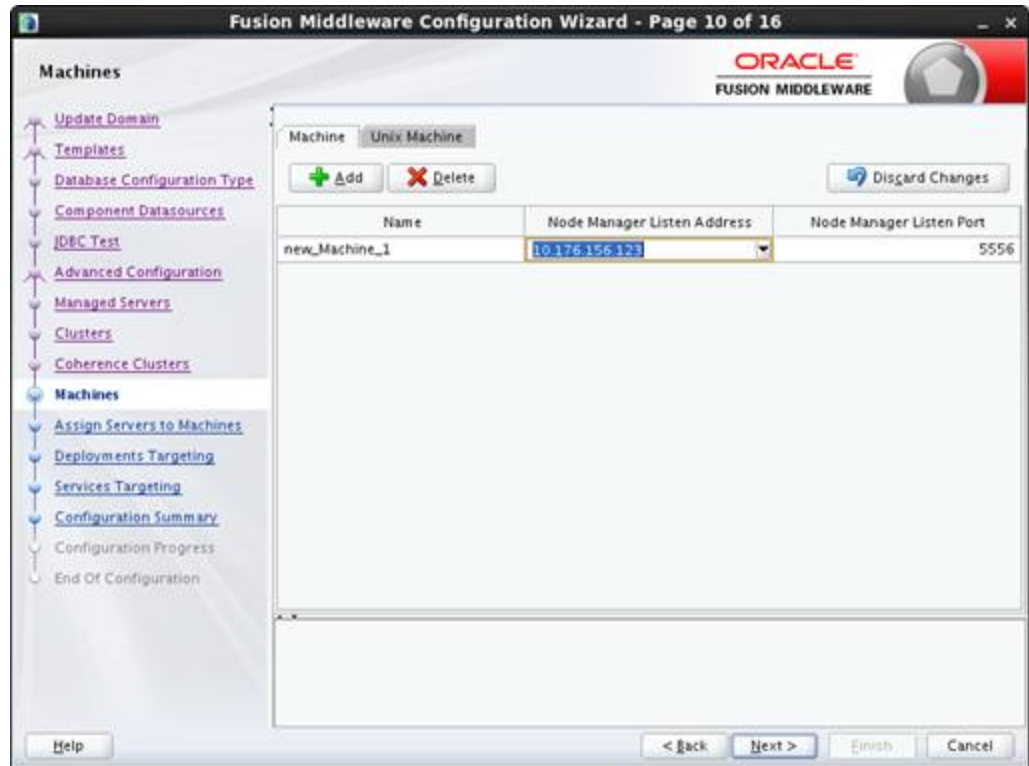 Fusion Middleware Configuration Wizard - Page 10 of 16
Machines
ORACLE
FUSION MIDDLEWARE
Update Domain
Templates
Database Configuration Type
Component Datasources
JDBC Test
Advanced Configuration
Managed Servers
Clusters
Coherence Clusters
Machines
Assign Servers to Machines
Deployments Targeting
Services Targeting
Configuration Summary
Configuration Progress
End Of Configuration
Machine Unix Machine
Add Delete Discard Changes
Name Node Manager Listen Address Node Manager Listen Port
new_Machine_1 10.176.156.123 5556
Help < Back Next > Finish Cancel